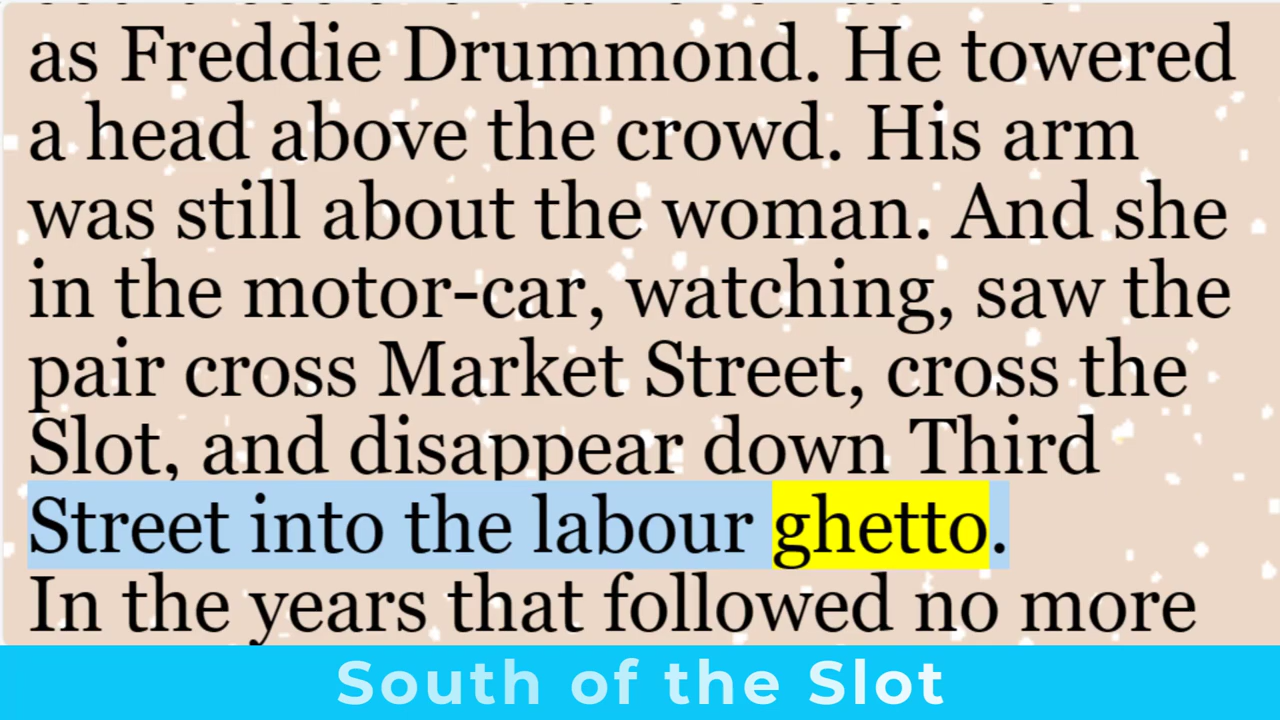 as Freddie Drummond. He towered
a head above the crowd. His arm
was still about the woman. And she
in the motor-car, watching, saw the
pair cross Market Street, cross the
Slot, and disappear down Third
Street into the labour ghetto.
In the years that followed no more
South of the Slot